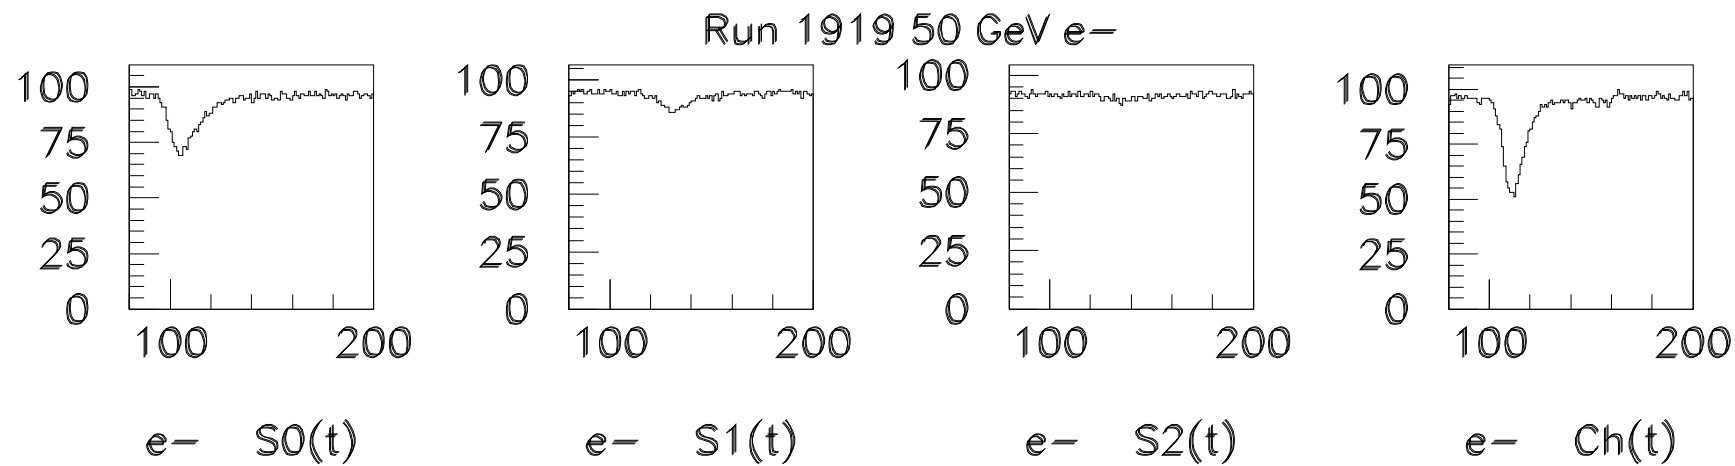 Run 1919 50 GeV e−
100 100 100 100
75 75 75 75
50 50 50 50
25 25 25 25
0 0 0 0
100 200 100 200 100 200 100 200
e− S0(t) e− S1(t) e− S2(t) e− Ch(t)